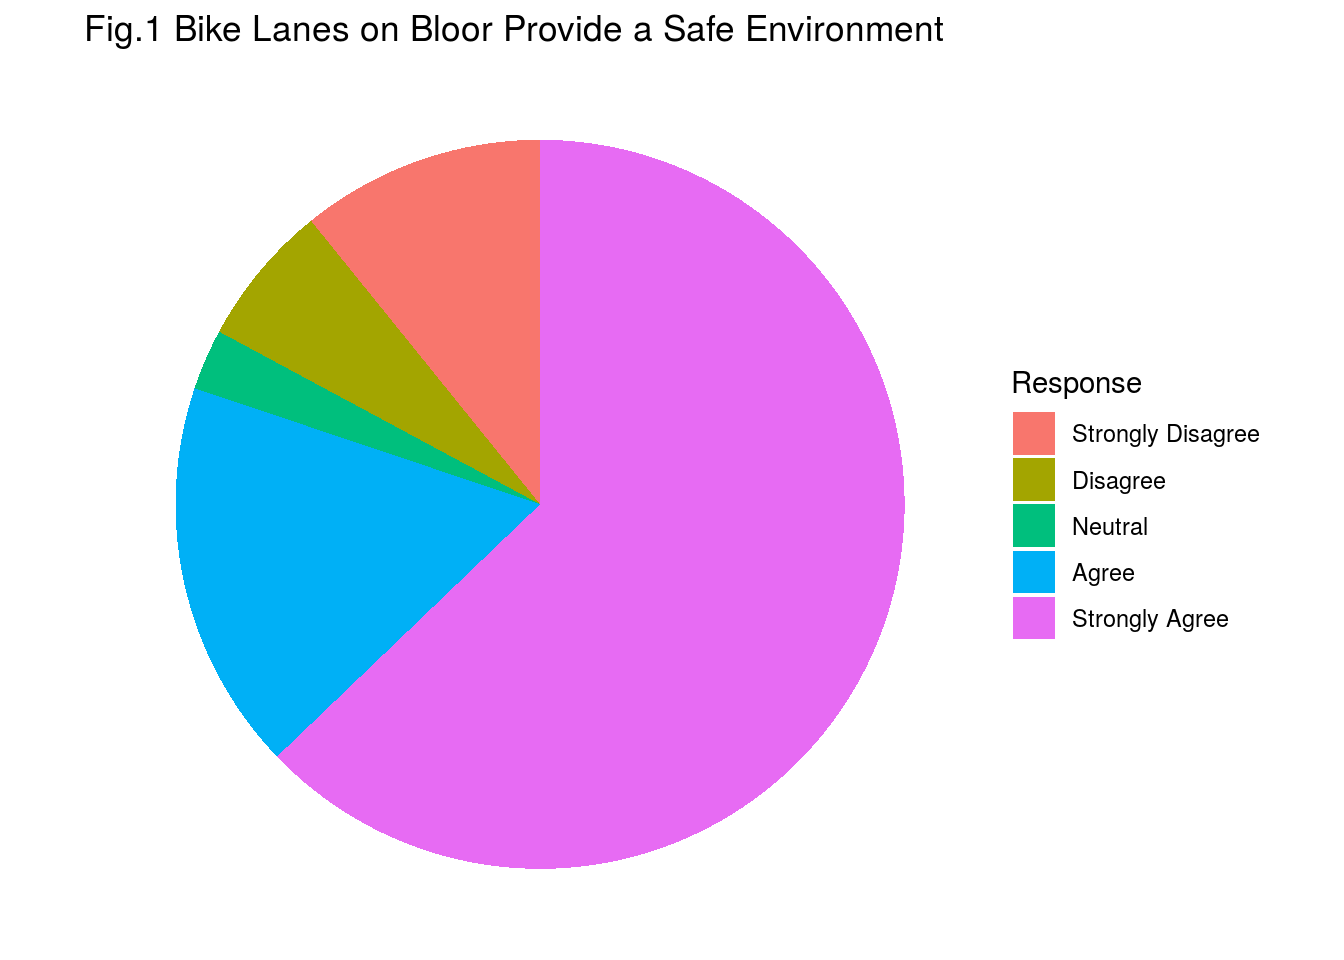 Fig.1 Bike Lanes on Bloor Provide a Safe Environment
Response
Strongly Disagree
Disagree
Neutral
Agree
Strongly Agree